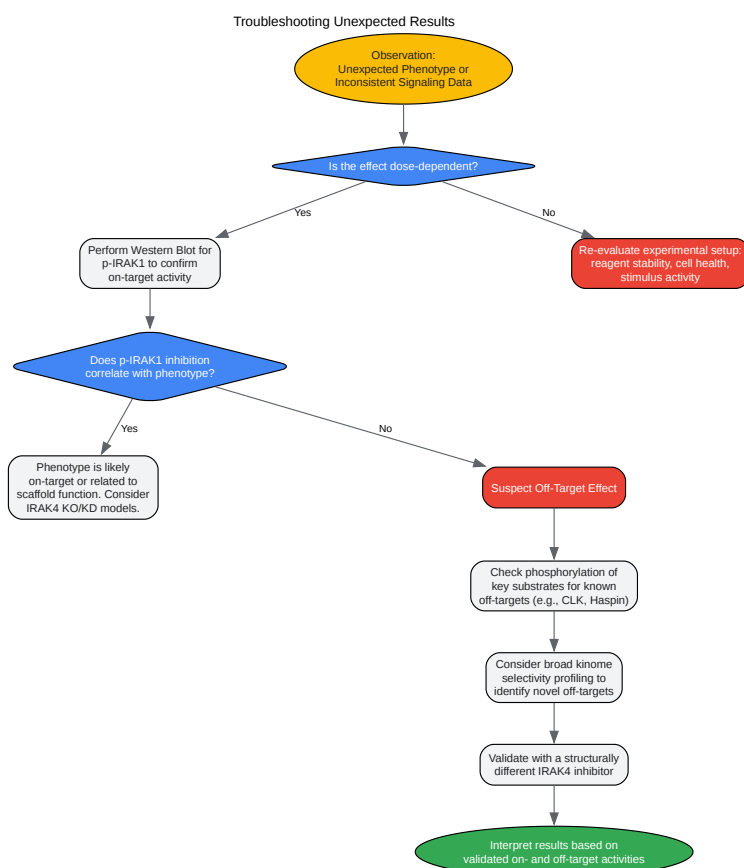 Troubleshooting Unexpected Results
Observation:
Unexpected Phenotype or
Inconsistent Signaling Data
Is the effect dose-dependent?
Yes
No
Perform Western Blot for
p-IRAK1 to confirm
on-target activity
Re-evaluate experimental setup:
reagent stability, cell health,
stimulus activity
Does p-IRAK1 inhibition
correlate with phenotype?
Yes
No
Phenotype is likely
on-target or related to
scaffold function. Consider
IRAK4 KO/KD models.
Suspect Off-Target Effect
Check phosphorylation of
key substrates for known
off-targets (e.g., CLK, Haspin)
Consider broad kinome
selectivity profiling to
identify novel off-targets
Validate with a structurally
different IRAK4 inhibitor
Interpret results based on
validated on- and off-target activities